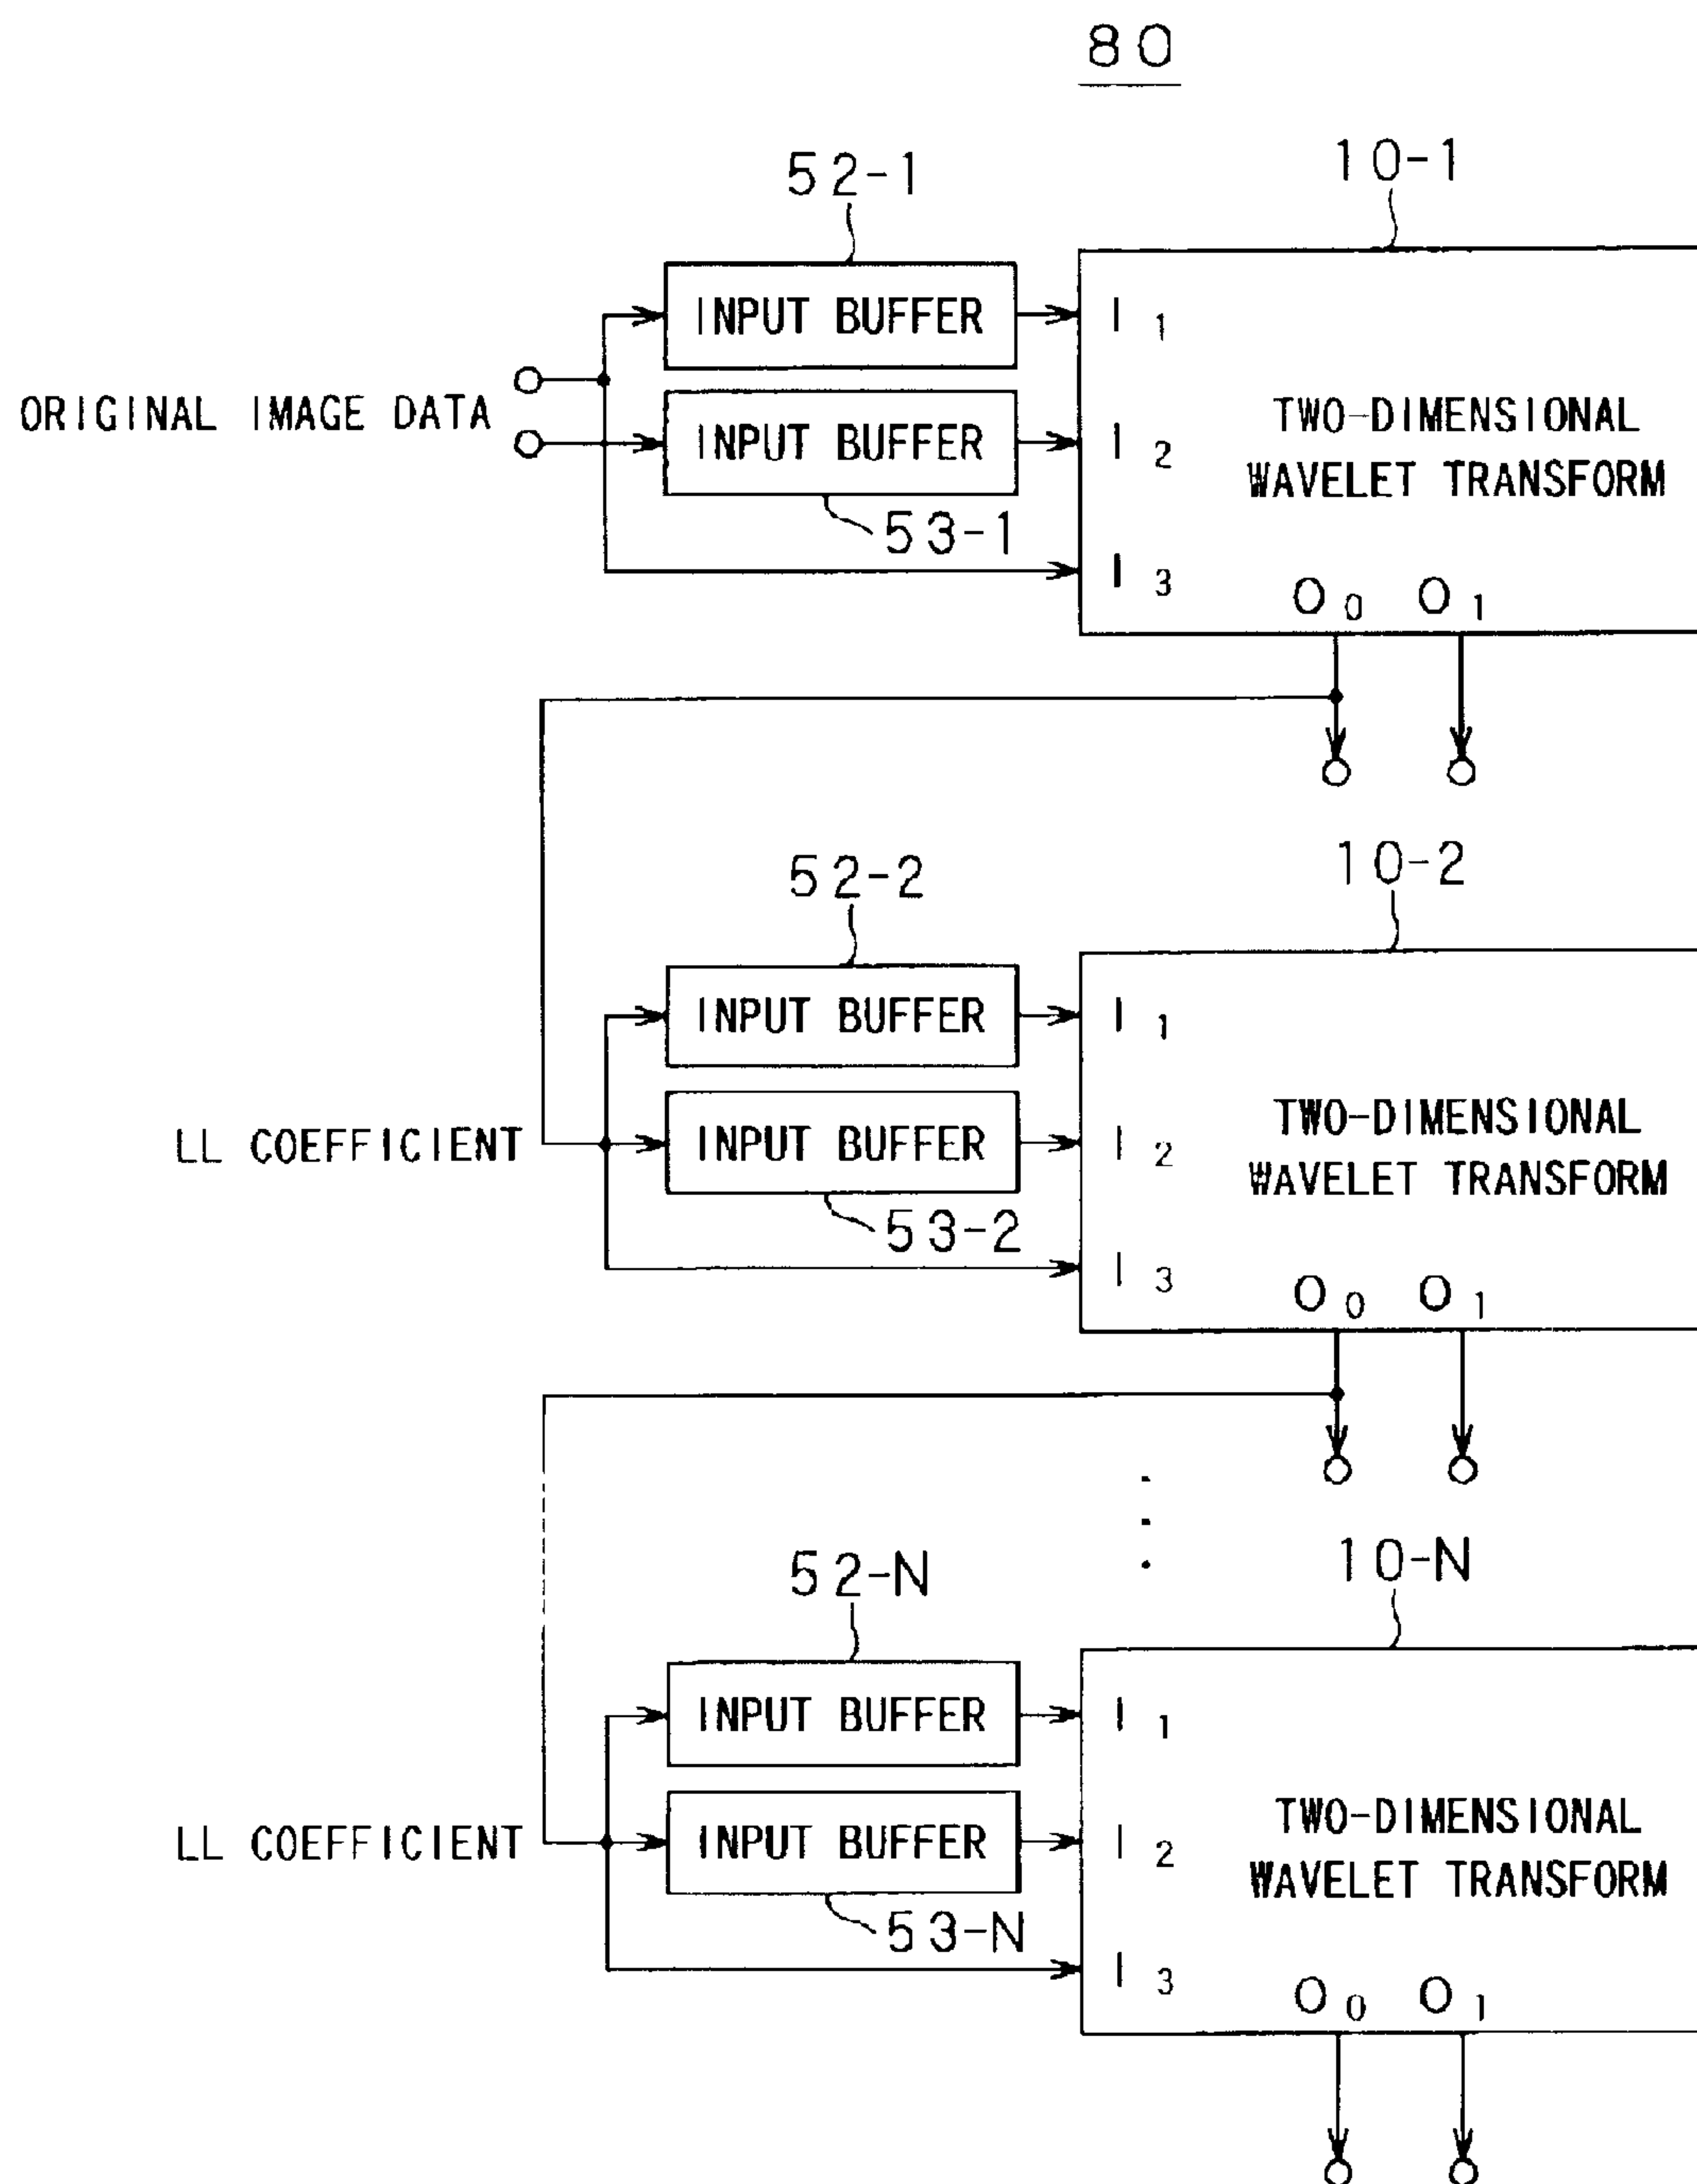 80
52-1
10-1
INPUT BUFFER
I 1
ORIGINAL IMAGE DATA
INPUT BUFFER
I 2
TWO-DIMENSIONAL
WAVELET TRANSFORM
53-1
I 3
O 0 O 1
52-2
10-2
INPUT BUFFER
I 1
LL COEFFICIENT
INPUT BUFFER
I 2
TWO-DIMENSIONAL
WAVELET TRANSFORM
53-2
I 3
O 0 O 1
52-N
10-N
INPUT BUFFER
I 1
LL COEFFICIENT
INPUT BUFFER
I 2
TWO-DIMENSIONAL
WAVELET TRANSFORM
53-N
I 3
O 0 O 1